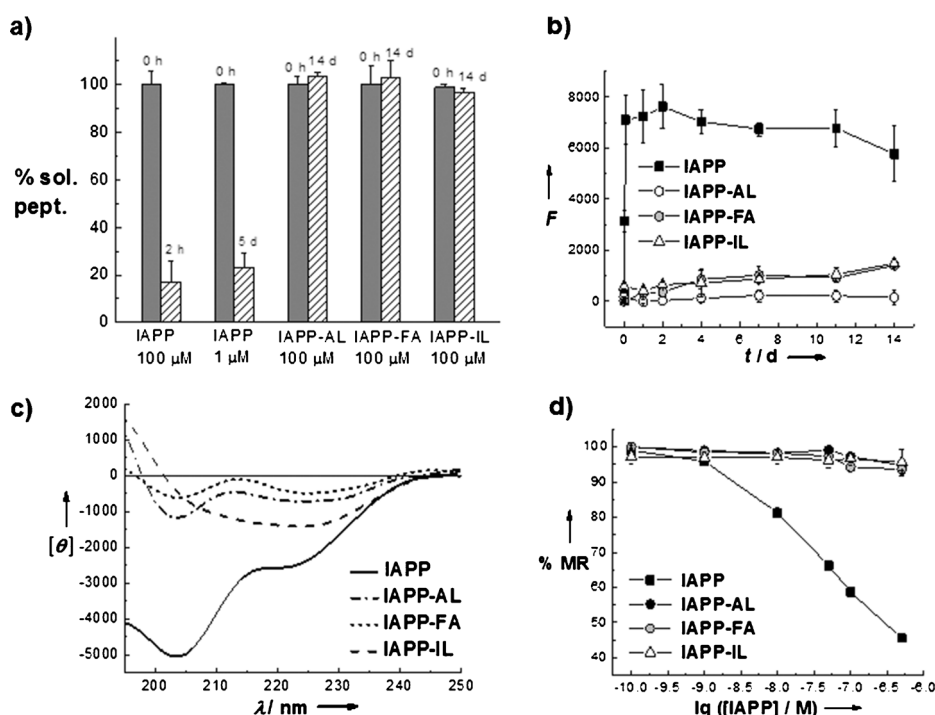 a)
0 h 2 h 0 h 5 d 0 h 14 d 0 h 14 d 0 h 14 d
100
80
60
40
20
0
% sol.
pept.
IAPP IAPP IAPP-AL IAPP-FA IAPP-IL
100 µM 1 µM 100 µM 100 µM 100 µM
b)
8000
6000
4000
2000
0
F
IAPP
IAPP-AL
IAPP-FA
IAPP-IL
0 2 4 6 8 10 12 14
t / d
c)
2000
1000
0
-1000
-2000
-3000
-4000
-5000
[θ]
IAPP
IAPP-AL
IAPP-FA
IAPP-IL
200 210 220 230 240 250
λ/ nm
d)
100
90
80
70
60
50
40
% MR
IAPP
IAPP-AL
IAPP-FA
IAPP-IL
-10.0 -9.5 -9.0 -8.5 -8.0 -7.5 -7.0 -6.5 -6.0
lg ([IAPP] / M)